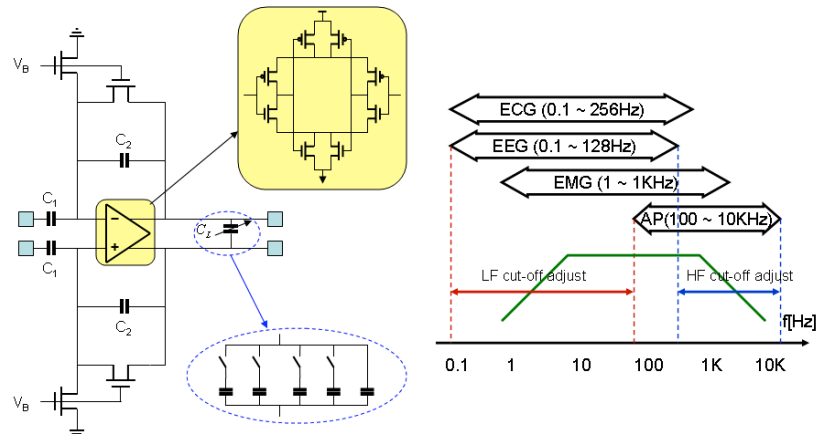 V_B
C_2
C_1
−
+
C_L
C_1
C_2
V_B
ECG (0.1 ~ 256Hz)
EEG (0.1 ~ 128Hz)
EMG (1 ~ 1KHz)
AP(100 ~ 10KHz)
LF cut-off adjust
HF cut-off adjust
f[Hz]
0.1 1 10 100 1K 10K